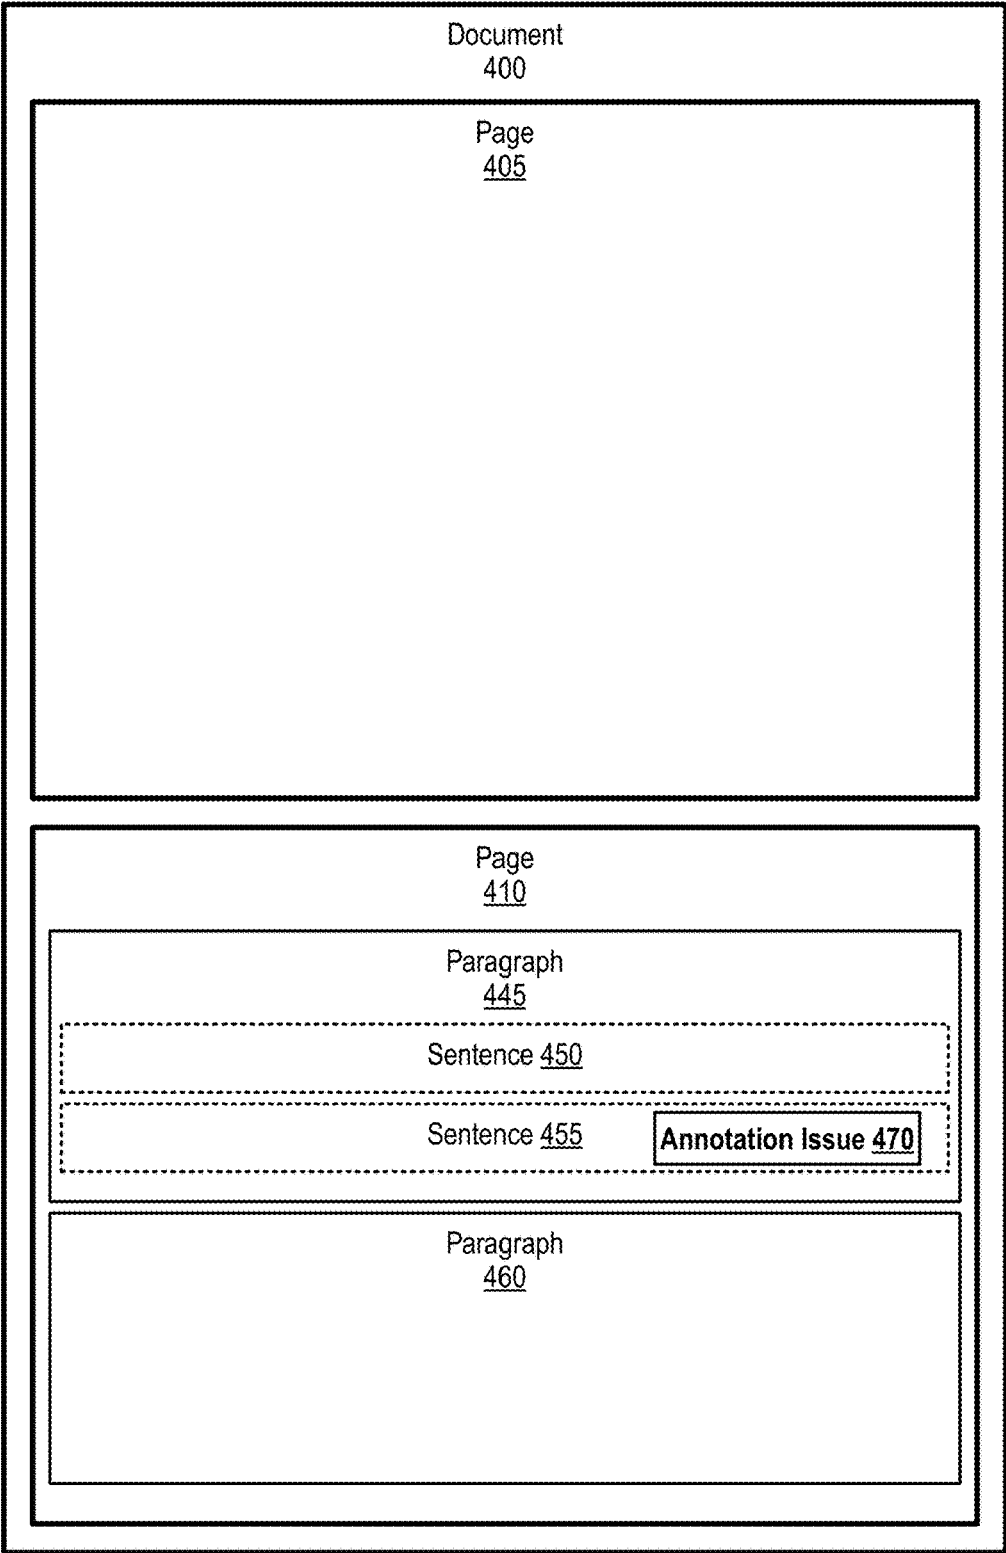 Document
400
Page
405
Page
410
Paragraph
445
Sentence 450
Sentence 455
Annotation Issue 470
Paragraph
460